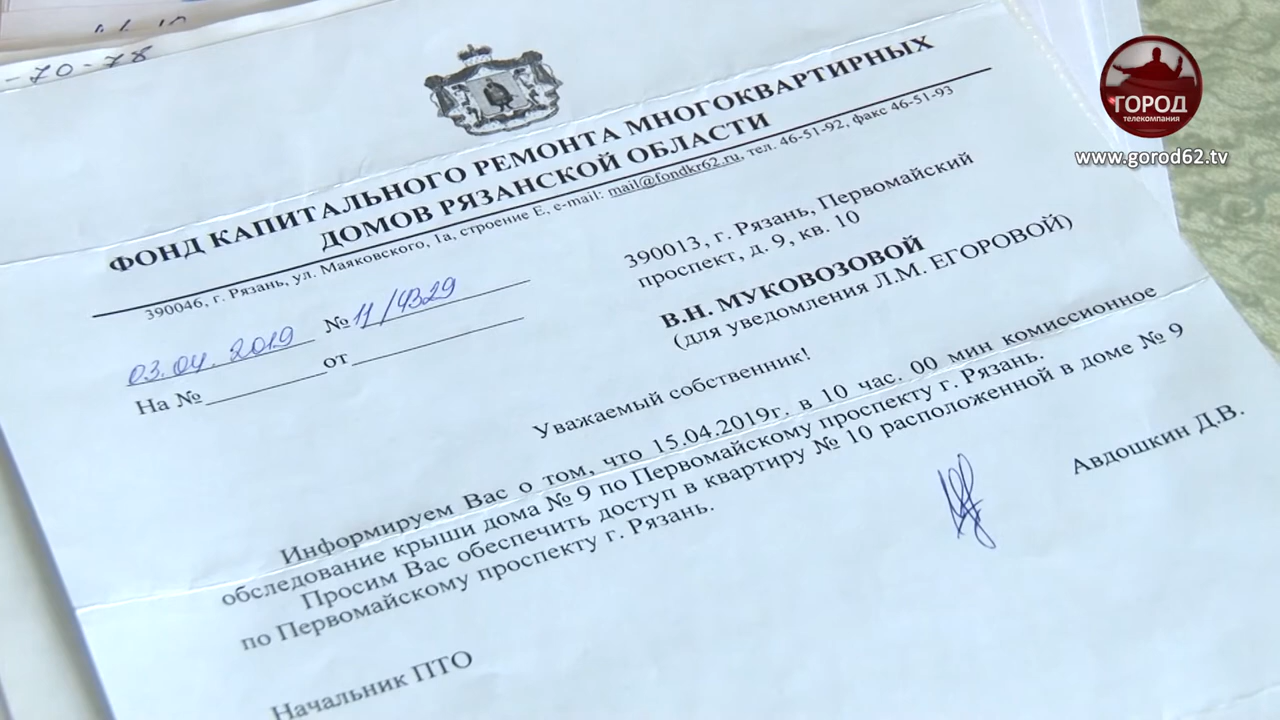 -70-78
ГОРОД
телекомпания
www.gorod62.tv
ФОНД КАПИТАЛЬНОГО РЕМОНТА МНОГОКВАРТИРНЫХ
ДОМОВ РЯЗАНСКОЙ ОБЛАСТИ
390046, г. Рязань, ул. Маяковского, 1а, строение Е, e-mail: mail@fondkr62.ru, тел. 46-51-92, факс 46-51-93
03.04.2019 № 11/4329
На № __________ от __________
390013, г. Рязань, Первомайский
проспект, д. 9, кв. 10
В.Н. МУКОВОЗОВОЙ
(для уведомления Л.М. ЕГОРОВОЙ)
Уважаемый собственник!
Информируем Вас о том, что 15.04.2019г. в 10 час. 00 мин комиссионное
обследование крыши дома № 9 по Первомайскому проспекту г. Рязань.
Просим Вас обеспечить доступ в квартиру № 10 расположенной в доме № 9
по Первомайскому проспекту г. Рязань.
Начальник ПТО
Авдошкин Д.В.